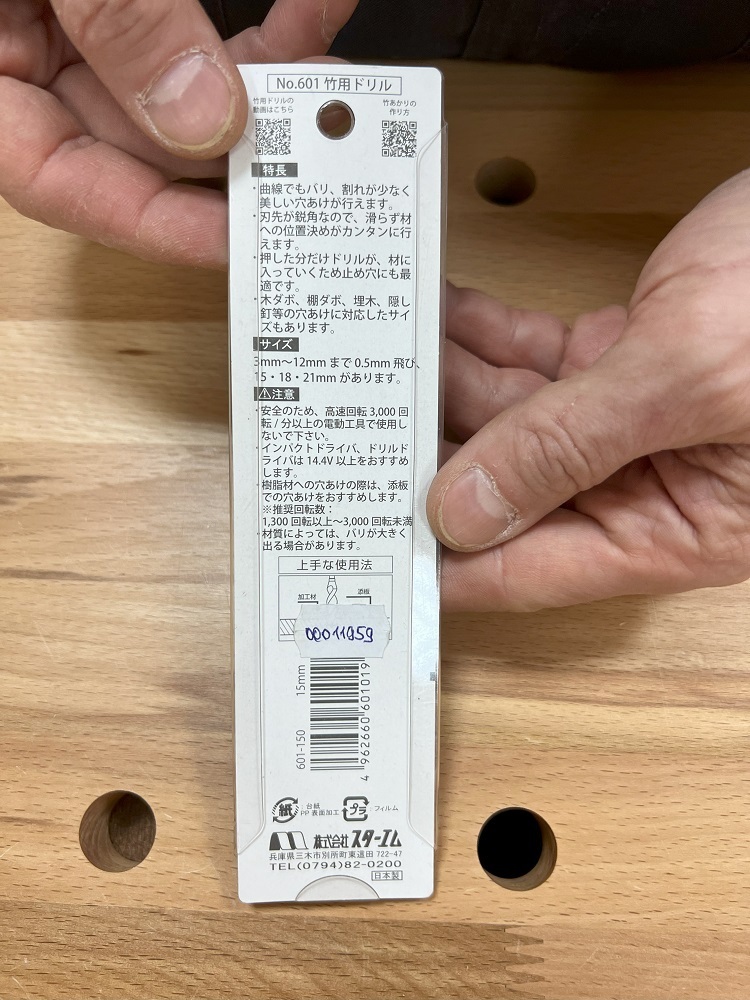 No.601 竹用ドリル
竹用ドリルの
動画はこちら
竹あかりの
作り方
特長
・曲線でもバリ、割れが少なく
美しい穴あけが行えます。
・刃先が鋭角なので、滑らず材
への位置決めがカンタンに行
えます。
・押した分だけドリルが、材に
入っていくため止め穴にも最
適です。
・木ダボ、棚ダボ、埋木、隠し
釘等の穴あけに対応したサイ
ズもあります。
サイズ
3mm〜12mm まで 0.5mm 飛び、
15・18・21mm があります。
⚠注意
・安全のため、高速回転 3,000 回
転 / 分以上の電動工具で使用し
ないで下さい。
・インパクトドライバ、ドリルド
ライバは 14.4V 以上をおすすめ
します。
・樹脂材への穴あけの際は、添板
での穴あけをおすすめします。
※推奨回転数：
1,300 回転以上〜3,000 回転未満
・材質によっては、バリが大きく
出る場合があります。
上手な使用法
加工材
添板
00011959
601-150 15mm
4 962660 601019
紙
台紙
PP 表面加工
プラ
フィルム
株式会社 スターエム
兵庫県三木市別所町東這田 722-47
TEL(0794)82-0200
日本製